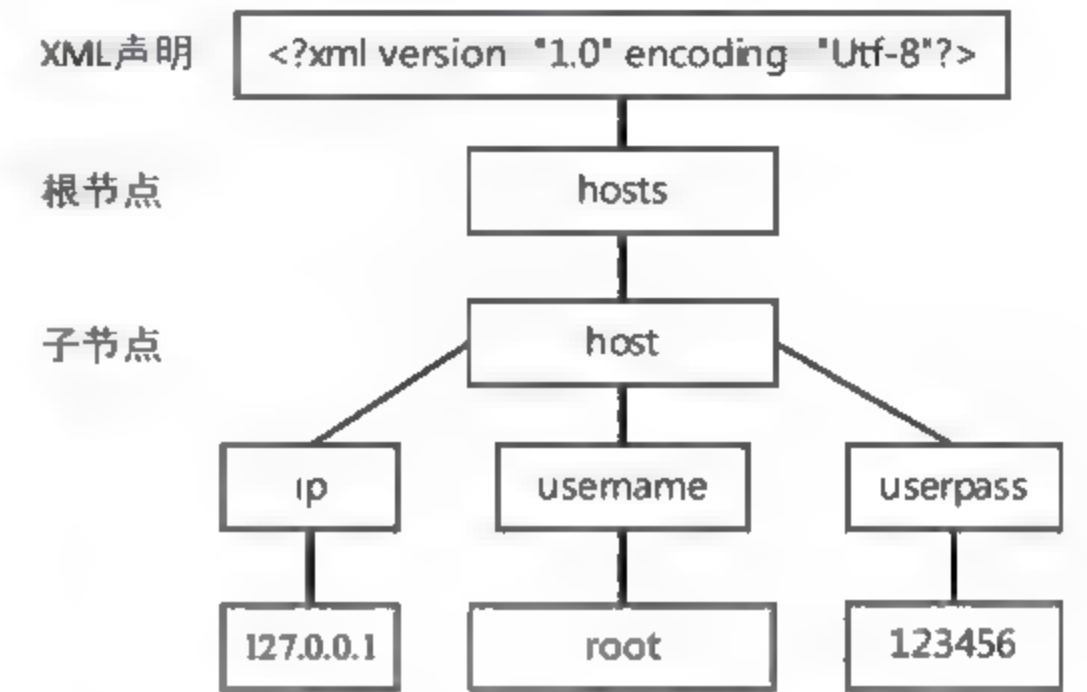 XML声明
<?xml version "1.0" encoding "Utf-8"?>
根节点
hosts
子节点
host
ip
username
userpass
127.0.0.1
root
123456